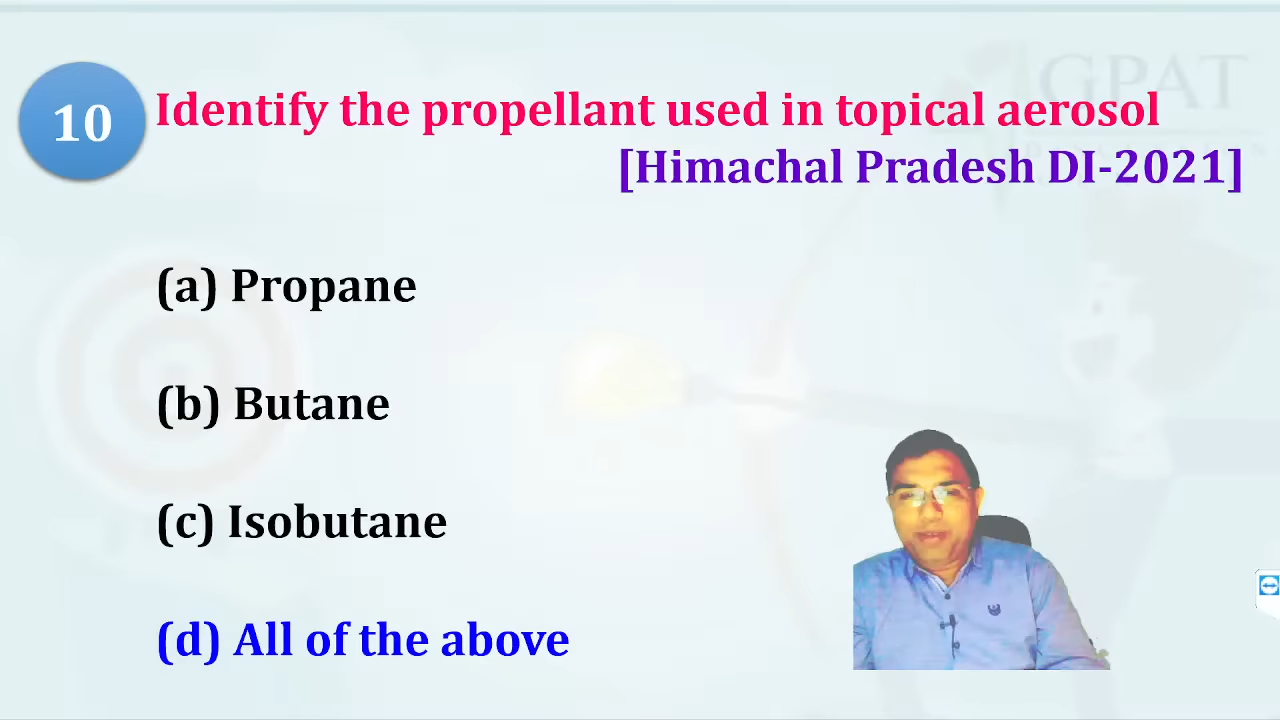 GPAT
10
Identify the propellant used in topical aerosol
[Himachal Pradesh DI-2021]
(a) Propane
(b) Butane
(c) Isobutane
(d) All of the above